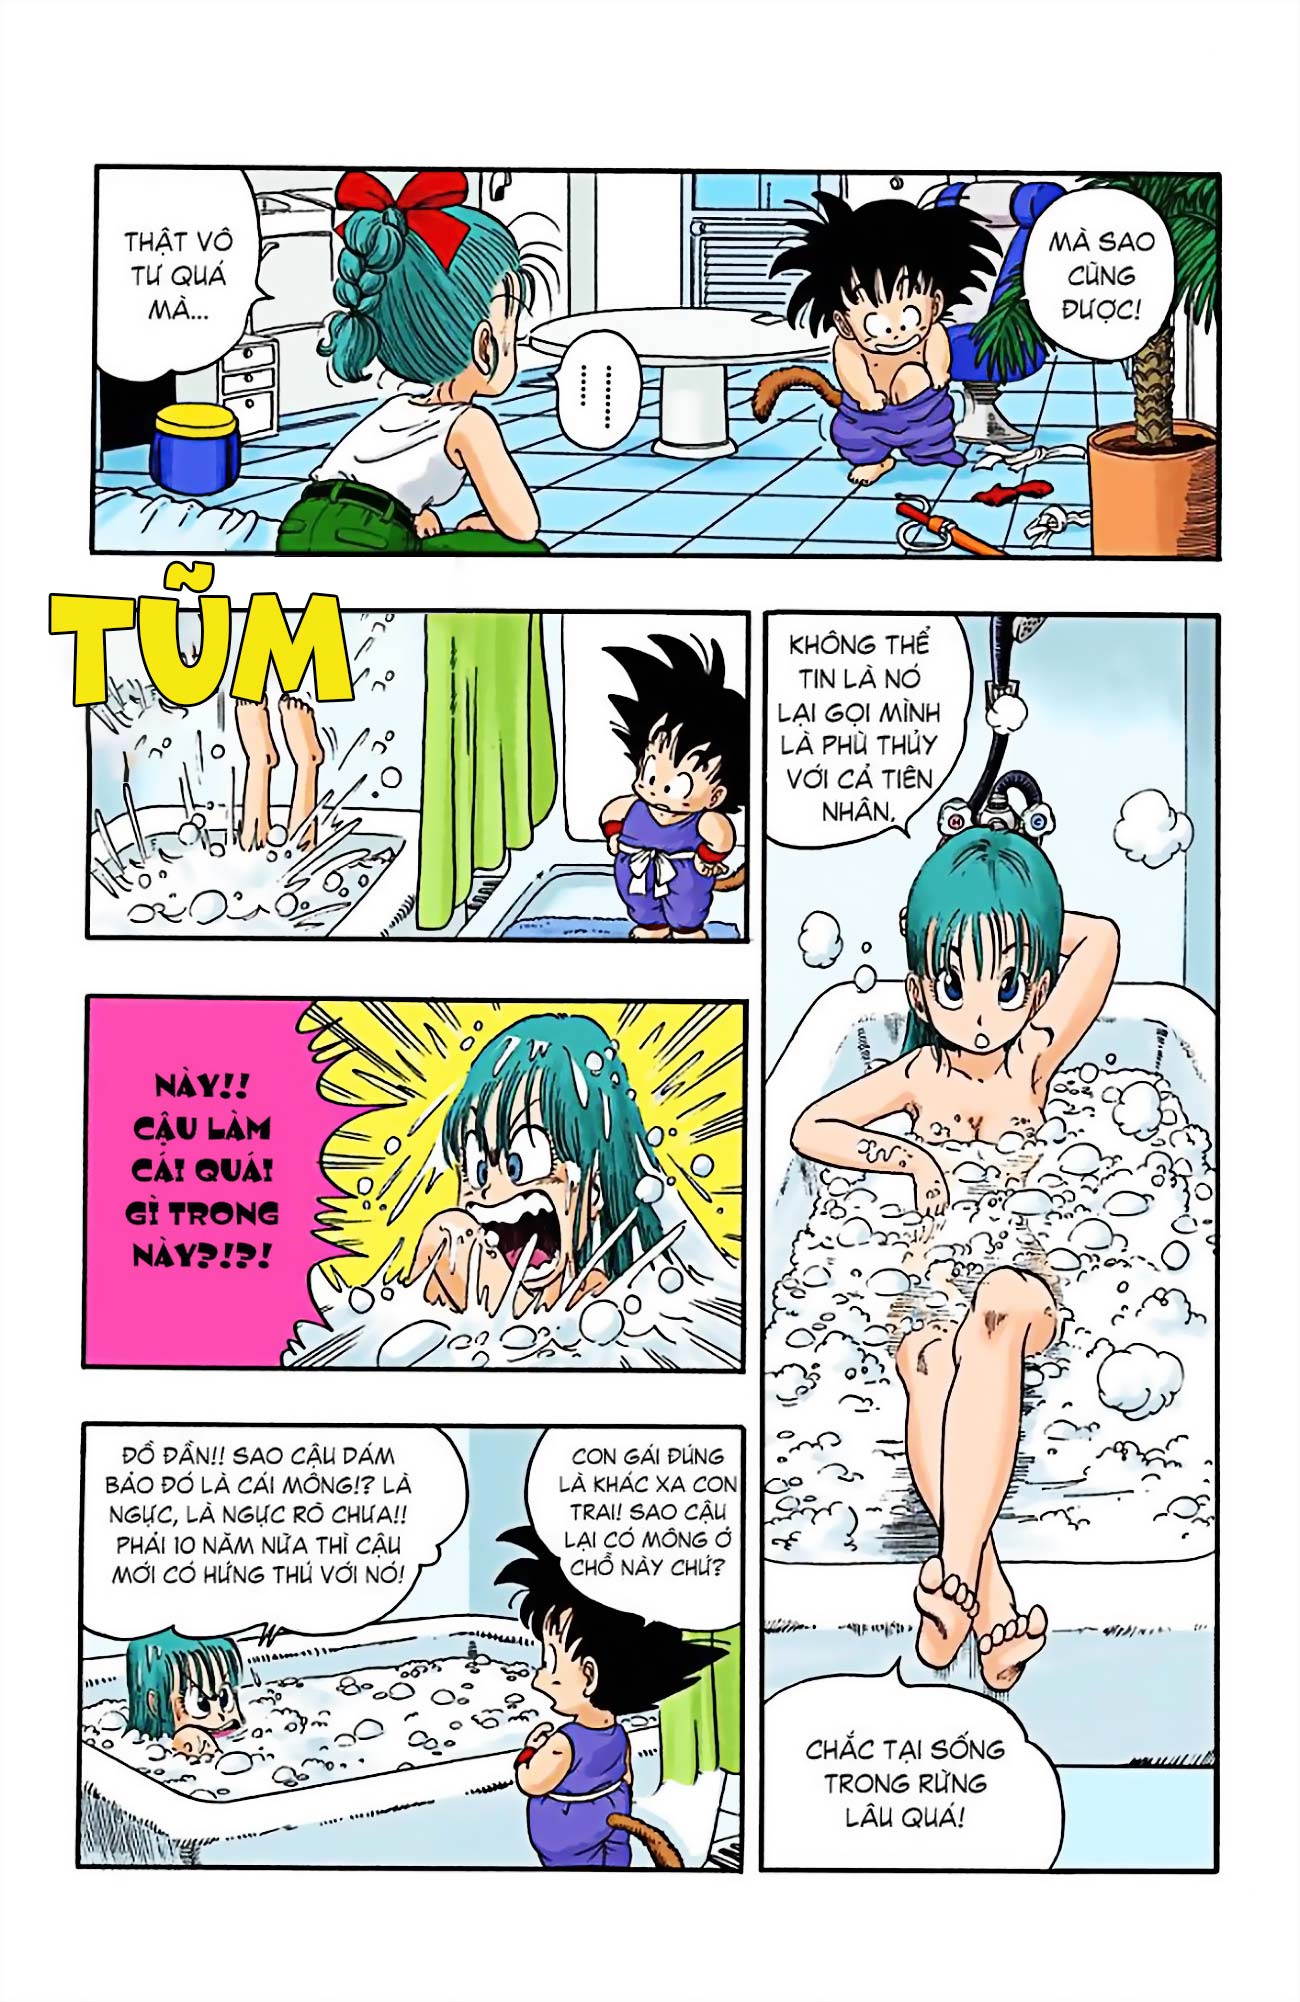 MÀ SAO
CŨNG
ĐƯỢC!
THẬT VÔ
TƯ QUÁ
MÀ...
KHÔNG THỂ
TIN LÀ NÓ
LẠI GỌI MÌNH
LÀ PHÙ THỦY
VỚI CẢ TIÊN
NHÂN.
H
C
CHẮC TẠI SỐNG
TRONG RỪNG
LÂU QUÁ!
TŨM
NÀY!!
CẬU LÀM
CÁI QUÁI
GÌ TRONG
NÀY?!?!
CON GÁI ĐÚNG
LÀ KHÁC XA CON
TRAI! SAO CẬU
LẠI CÓ MÔNG Ở
CHỖ NÀY CHỨ?
ĐỒ ĐẦN!! SAO CẬU DÁM
BẢO ĐÓ LÀ CÁI MÔNG!? LÀ
NGỰC, LÀ NGỰC RÕ CHƯA!!
PHẢI 10 NĂM NỮA THÌ CẬU
MỚI CÓ HỨNG THÚ VỚI NÓ!